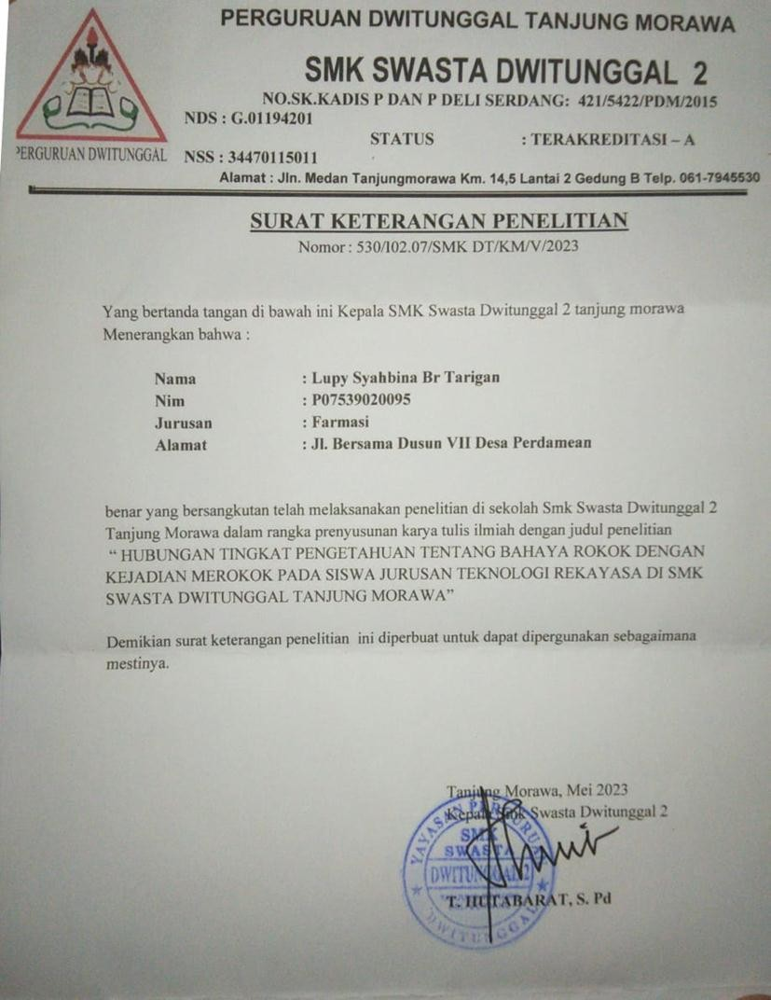 PERGURUAN DWITUNGGAL TANJUNG MORAWA
SMK SWASTA DWITUNGGAL 2
NO.SK.KADIS P DAN P DELI SERDANG: 421/5422/PDM/2015
NDS : G.01194201
STATUS : TERAKREDITASI – A
PERGURUAN DWITUNGGAL
NSS : 34470115011
Alamat : Jln. Medan Tanjungmorawa Km. 14,5 Lantai 2 Gedung B Telp. 061-7945530
SURAT KETERANGAN PENELITIAN
Nomor : 530/I02.07/SMK DT/KM/V/2023
Yang bertanda tangan di bawah ini Kepala SMK Swasta Dwitunggal 2 tanjung morawa
Menerangkan bahwa :
Nama : Lupy Syahbina Br Tarigan
Nim : P07539020095
Jurusan : Farmasi
Alamat : Jl. Bersama Dusun VII Desa Perdamean
benar yang bersangkutan telah melaksanakan penelitian di sekolah Smk Swasta Dwitunggal 2
Tanjung Morawa dalam rangka prenyusunan karya tulis ilmiah dengan judul penelitian
“ HUBUNGAN TINGKAT PENGETAHUAN TENTANG BAHAYA ROKOK DENGAN
KEJADIAN MEROKOK PADA SISWA JURUSAN TEKNOLOGI REKAYASA DI SMK
SWASTA DWITUNGGAL TANJUNG MORAWA”
Demikian surat keterangan penelitian ini diperbuat untuk dapat dipergunakan sebagaimana
mestinya.
Tanjung Morawa, Mei 2023
Kepala Smk Swasta Dwitunggal 2
YAYASAN PERGURUAN
SMK
SWASTA
DWITUNGGAL 2
T. HUTABARAT, S. Pd
DWITUNGGAL